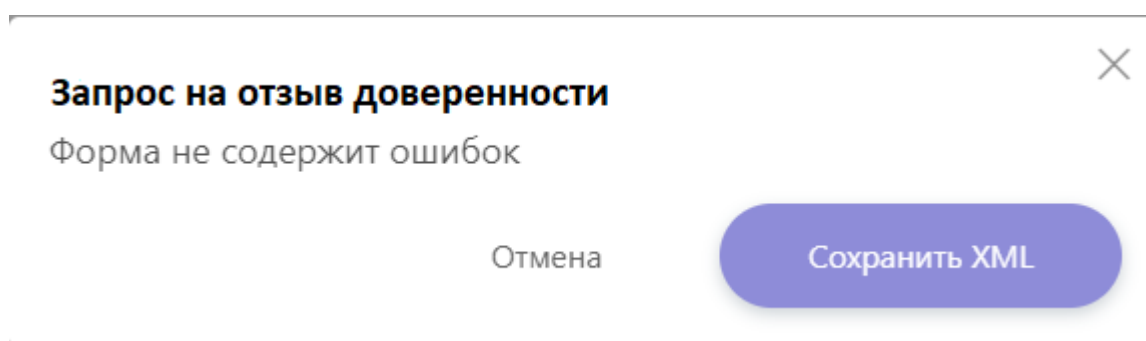 Запрос на отзыв доверенности
Форма не содержит ошибок
Отмена Сохранить XML